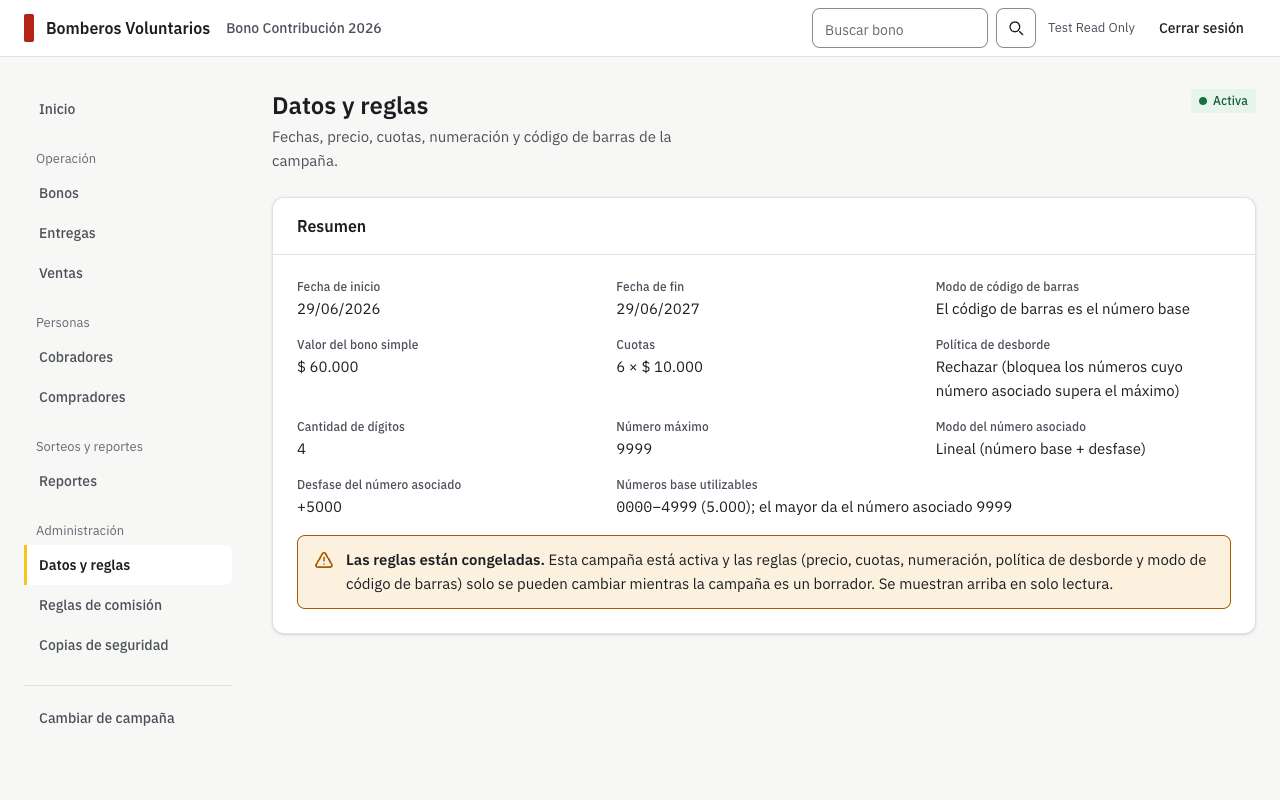 Bomberos Voluntarios
Bono Contribución 2026
Buscar bono
Test Read Only
Cerrar sesión
Inicio
Operación
Bonos
Entregas
Ventas
Personas
Cobradores
Compradores
Sorteos y reportes
Reportes
Administración
Datos y reglas
Reglas de comisión
Copias de seguridad
Cambiar de campaña
Datos y reglas
Activa
Fechas, precio, cuotas, numeración y código de barras de la
campaña.
Resumen
Fecha de inicio
29/06/2026
Fecha de fin
29/06/2027
Modo de código de barras
El código de barras es el número base
Valor del bono simple
$ 60.000
Cuotas
6 × $ 10.000
Política de desborde
Rechazar (bloquea los números cuyo
número asociado supera el máximo)
Cantidad de dígitos
4
Número máximo
9999
Modo del número asociado
Lineal (número base + desfase)
Desfase del número asociado
+5000
Números base utilizables
0000–4999 (5.000); el mayor da el número asociado 9999
Las reglas están congeladas. Esta campaña está activa y las reglas (precio, cuotas, numeración, política de desborde y modo de
código de barras) solo se pueden cambiar mientras la campaña es un borrador. Se muestran arriba en solo lectura.